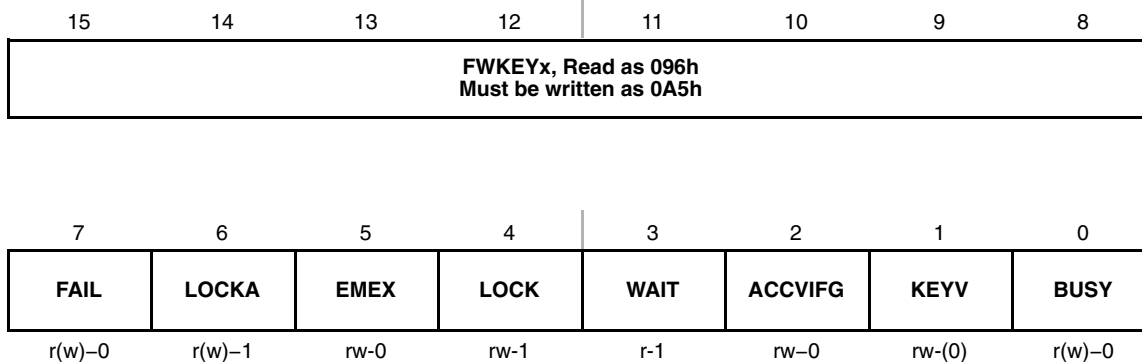 15 14 13 12 11 10 9 8
FWKEYx, Read as 096h
Must be written as 0A5h
7 6 5 4 3 2 1 0
FAIL LOCKA EMEX LOCK WAIT ACCVIFG KEYV BUSY
r(w)−0 r(w)−1 rw-0 rw-1 r-1 rw−0 rw-(0) r(w)−0